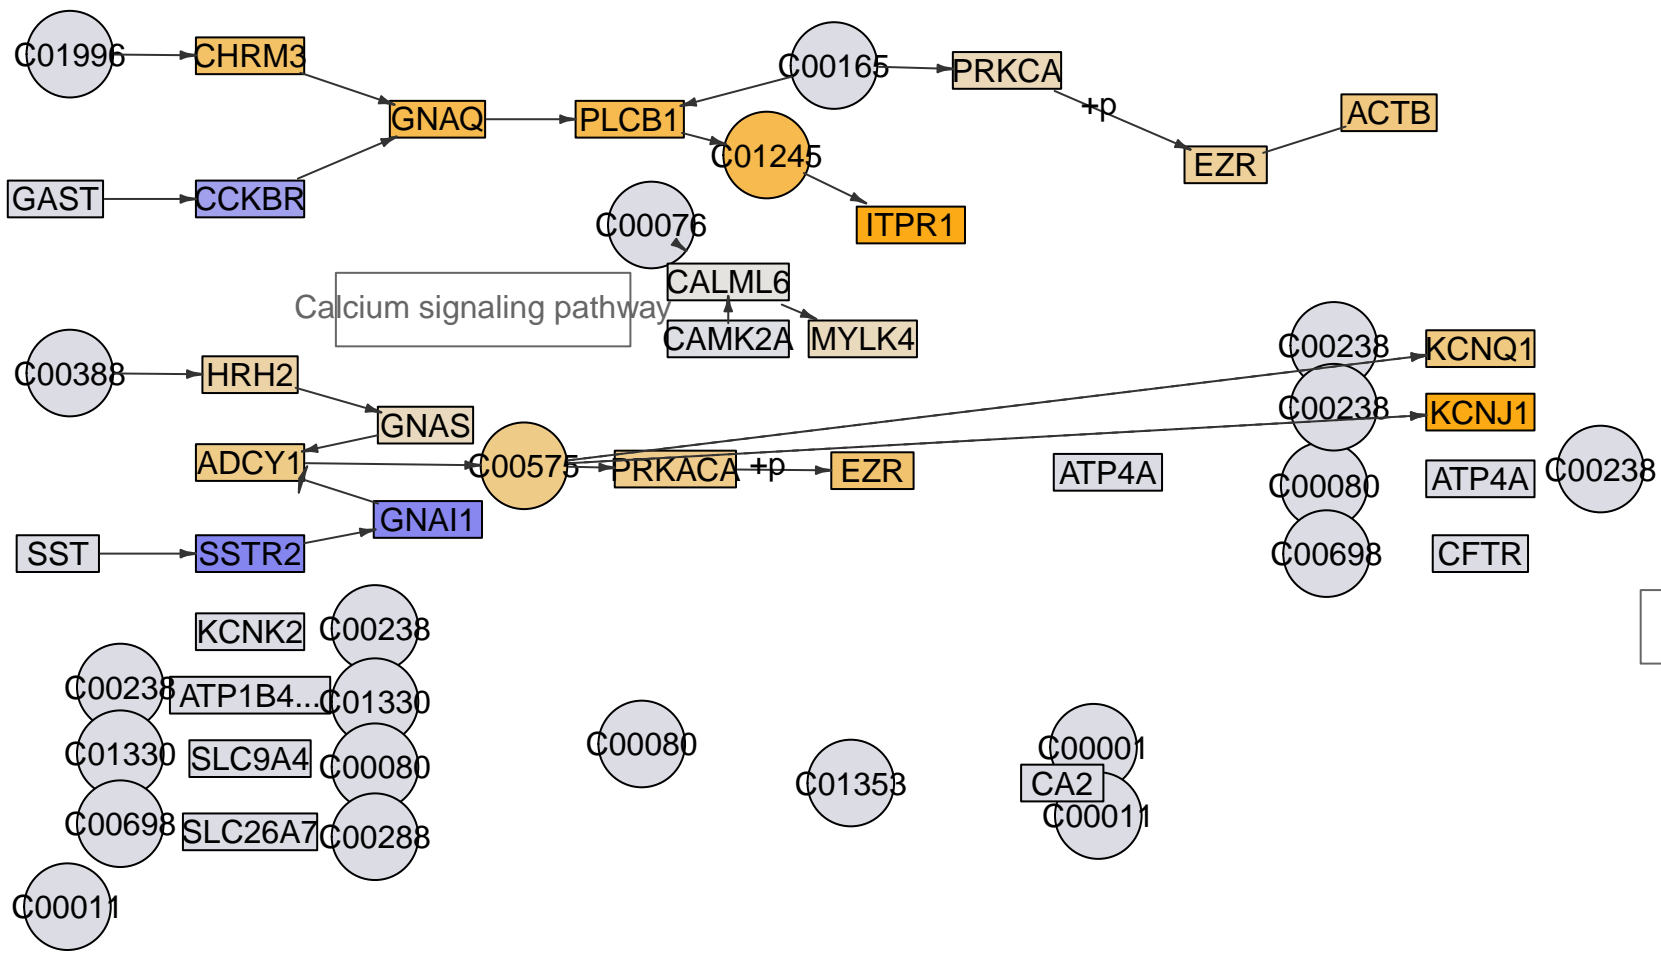 C01996
CHRM3
C00165
PRKCA
+p
ACTB
GNAQ
PLCB1
C01245
EZR
GAST
CCKBR
C00076
ITPR1
CALML6
Calcium signaling pathway
CAMK2A
MYLK4
C00238
KCNQ1
C00388
HRH2
C00238
KCNJ1
GNAS
ADCY1
C00575
PRKACA
+p
EZR
ATP4A
C00080
ATP4A
C00238
GNAI1
SST
SSTR2
C00698
CFTR
KCNK2
C00238
C00238
ATP1B4...
C01330
C01330
SLC9A4
C00080
C00080
C01353
C00001
CA2
C00011
C00698
SLC26A7
C00288
C00011